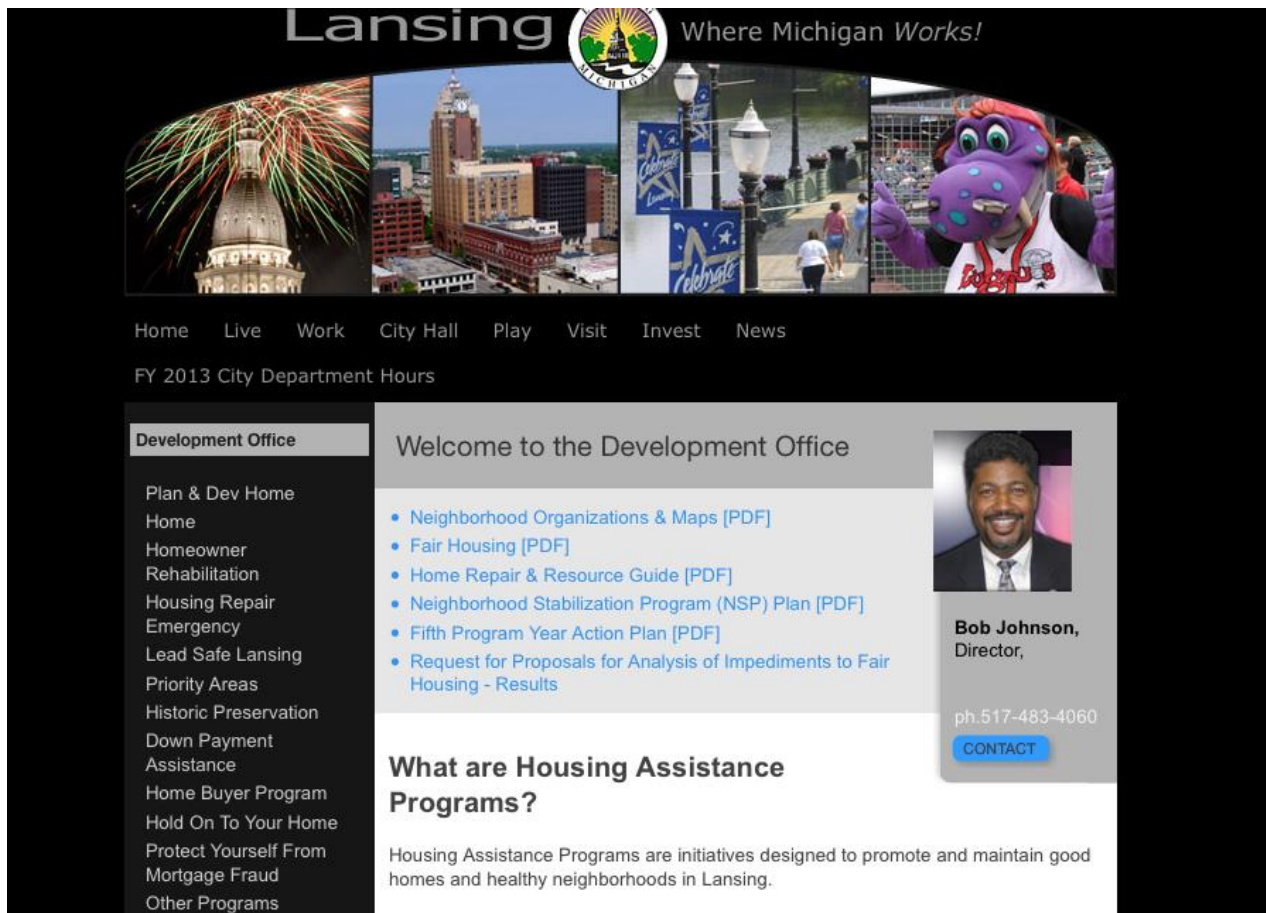 Lansing
Where Michigan Works!
MICHIGAN
Celebrate
Lansing
Celebrate
Lugnuts
Home Live Work City Hall Play Visit Invest News
FY 2013 City Department Hours
Development Office
Plan & Dev Home
Home
Homeowner
Rehabilitation
Housing Repair
Emergency
Lead Safe Lansing
Priority Areas
Historic Preservation
Down Payment
Assistance
Home Buyer Program
Hold On To Your Home
Protect Yourself From
Mortgage Fraud
Other Programs
Welcome to the Development Office
• Neighborhood Organizations & Maps [PDF]
• Fair Housing [PDF]
• Home Repair & Resource Guide [PDF]
• Neighborhood Stabilization Program (NSP) Plan [PDF]
• Fifth Program Year Action Plan [PDF]
• Request for Proposals for Analysis of Impediments to Fair
Housing - Results
Bob Johnson,
Director,
ph.517-483-4060
CONTACT
What are Housing Assistance
Programs?
Housing Assistance Programs are initiatives designed to promote and maintain good
homes and healthy neighborhoods in Lansing.